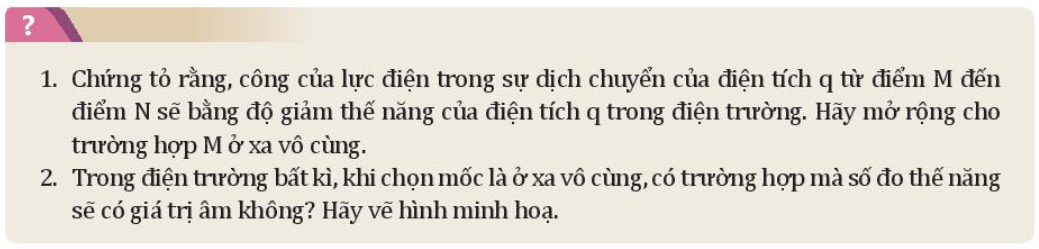 ?
1. Chứng tỏ rằng, công của lực điện trong sự dịch chuyển của điện tích q từ điểm M đến
điểm N sẽ bằng độ giảm thế năng của điện tích q trong điện trường. Hãy mở rộng cho
trường hợp M ở xa vô cùng.
2. Trong điện trường bất kì, khi chọn mốc là ở xa vô cùng, có trường hợp mà số đo thế năng
sẽ có giá trị âm không? Hãy vẽ hình minh hoạ.